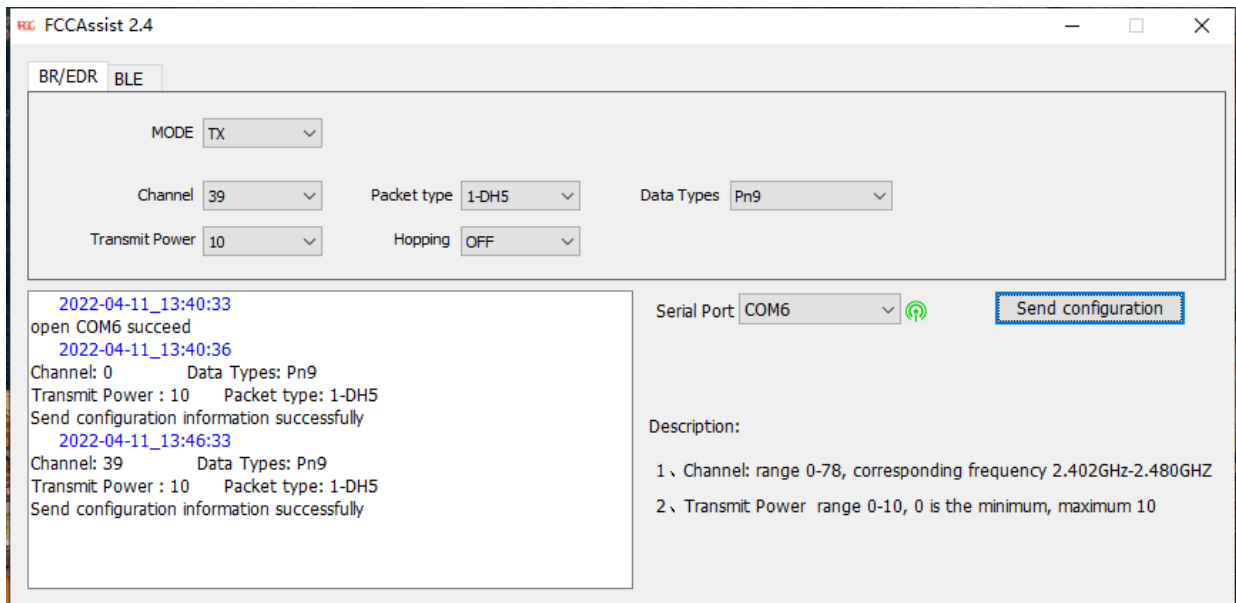 FCC FCCAssist 2.4
BR/EDR BLE
MODE TX
Channel 39 Packet type 1-DH5 Data Types Pn9
Transmit Power 10 Hopping OFF
2022-04-11_13:40:33
open COM6 succeed
2022-04-11_13:40:36
Channel: 0 Data Types: Pn9
Transmit Power : 10 Packet type: 1-DH5
Send configuration information successfully
2022-04-11_13:46:33
Channel: 39 Data Types: Pn9
Transmit Power : 10 Packet type: 1-DH5
Send configuration information successfully
Serial Port COM6 Send configuration
Description:
1、Channel: range 0-78, corresponding frequency 2.402GHz-2.480GHZ
2、Transmit Power range 0-10, 0 is the minimum, maximum 10